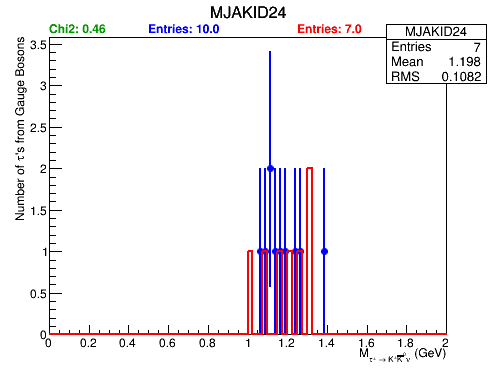 MJAKID24
Chi2: 0.46 Entries: 10.0 Entries: 7.0
MJAKID24
Entries 7
Mean 1.198
RMS 0.1082
Number of τ's from Gauge Bosons
3.5
3
2.5
2
1.5
1
0.5
0
0 0.2 0.4 0.6 0.8 1 1.2 1.4 1.6 1.8 2
M τ⁺ → K⁺K̅⁰ν (GeV)